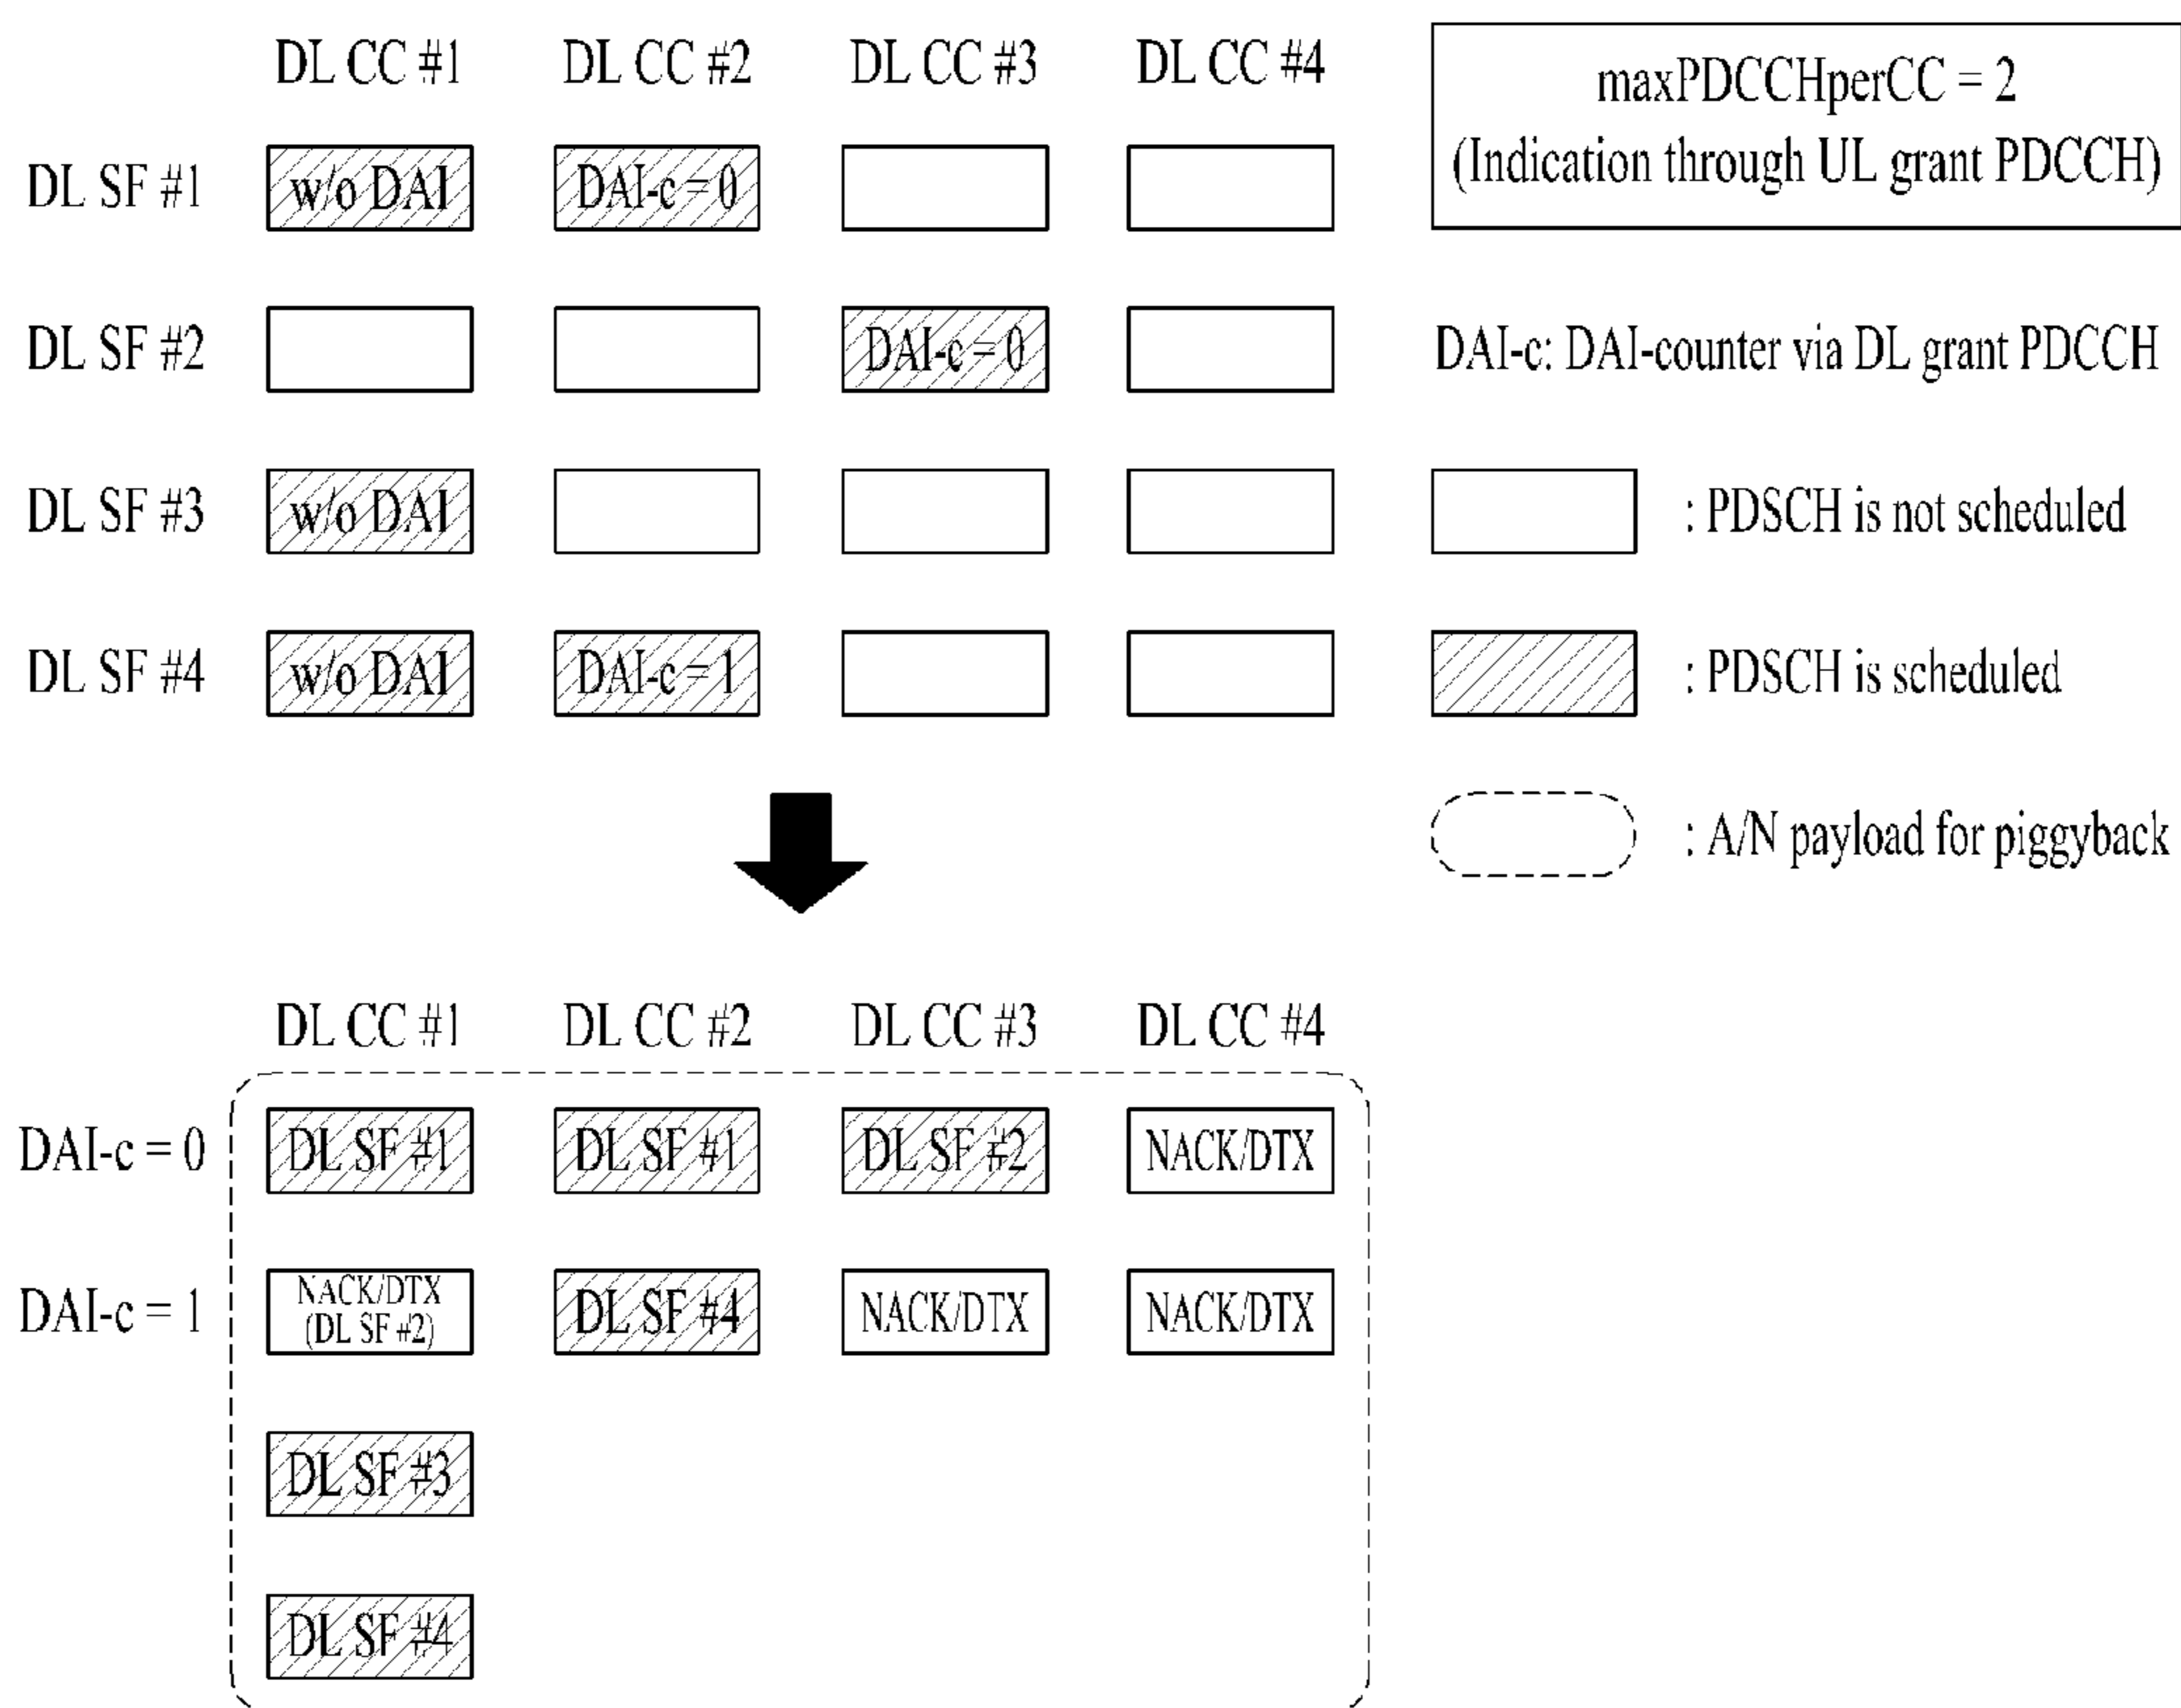 DL CC #1 DL CC #2 DL CC #3 DL CC #4
maxPDCCHperCC = 2
(Indication through UL grant PDCCH)
DL SF #1 w/o DAI DAI-c = 0
DL SF #2 DAI-c = 0
DAI-c: DAI-counter via DL grant PDCCH
DL SF #3 w/o DAI
: PDSCH is not scheduled
DL SF #4 w/o DAI DAI-c = 1
: PDSCH is scheduled
: A/N payload for piggyback
DL CC #1 DL CC #2 DL CC #3 DL CC #4
DAI-c = 0 DL SF #1 DL SF #1 DL SF #2 NACK/DTX
DAI-c = 1 NACK/DTX
(DL SF #2)
DL SF #4 NACK/DTX NACK/DTX
DL SF #3
DL SF #4